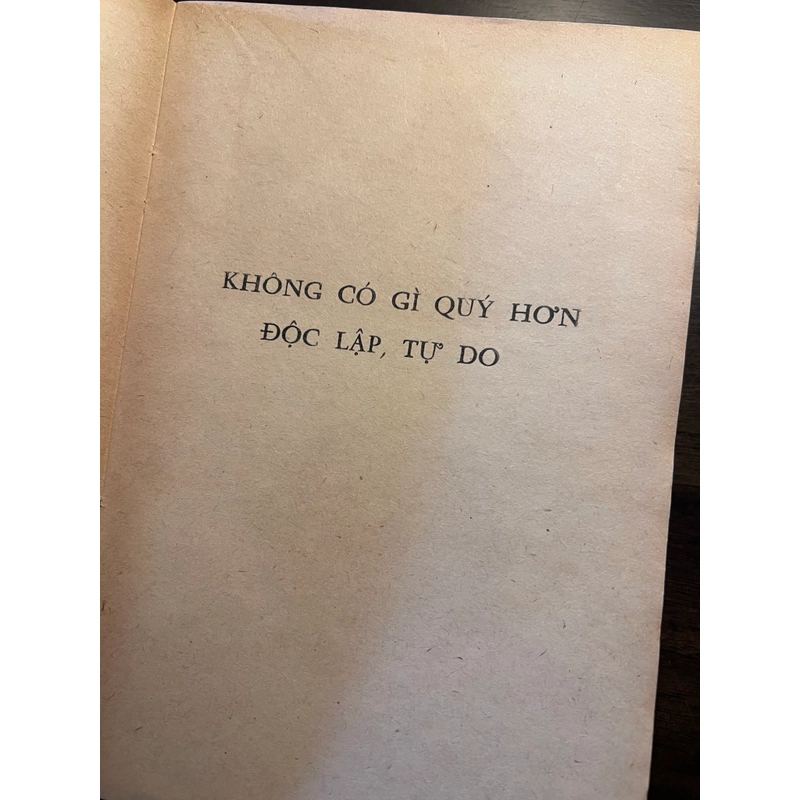 KHÔNG CÓ GÌ QUÝ HƠN
ĐỘC LẬP, TỰ DO